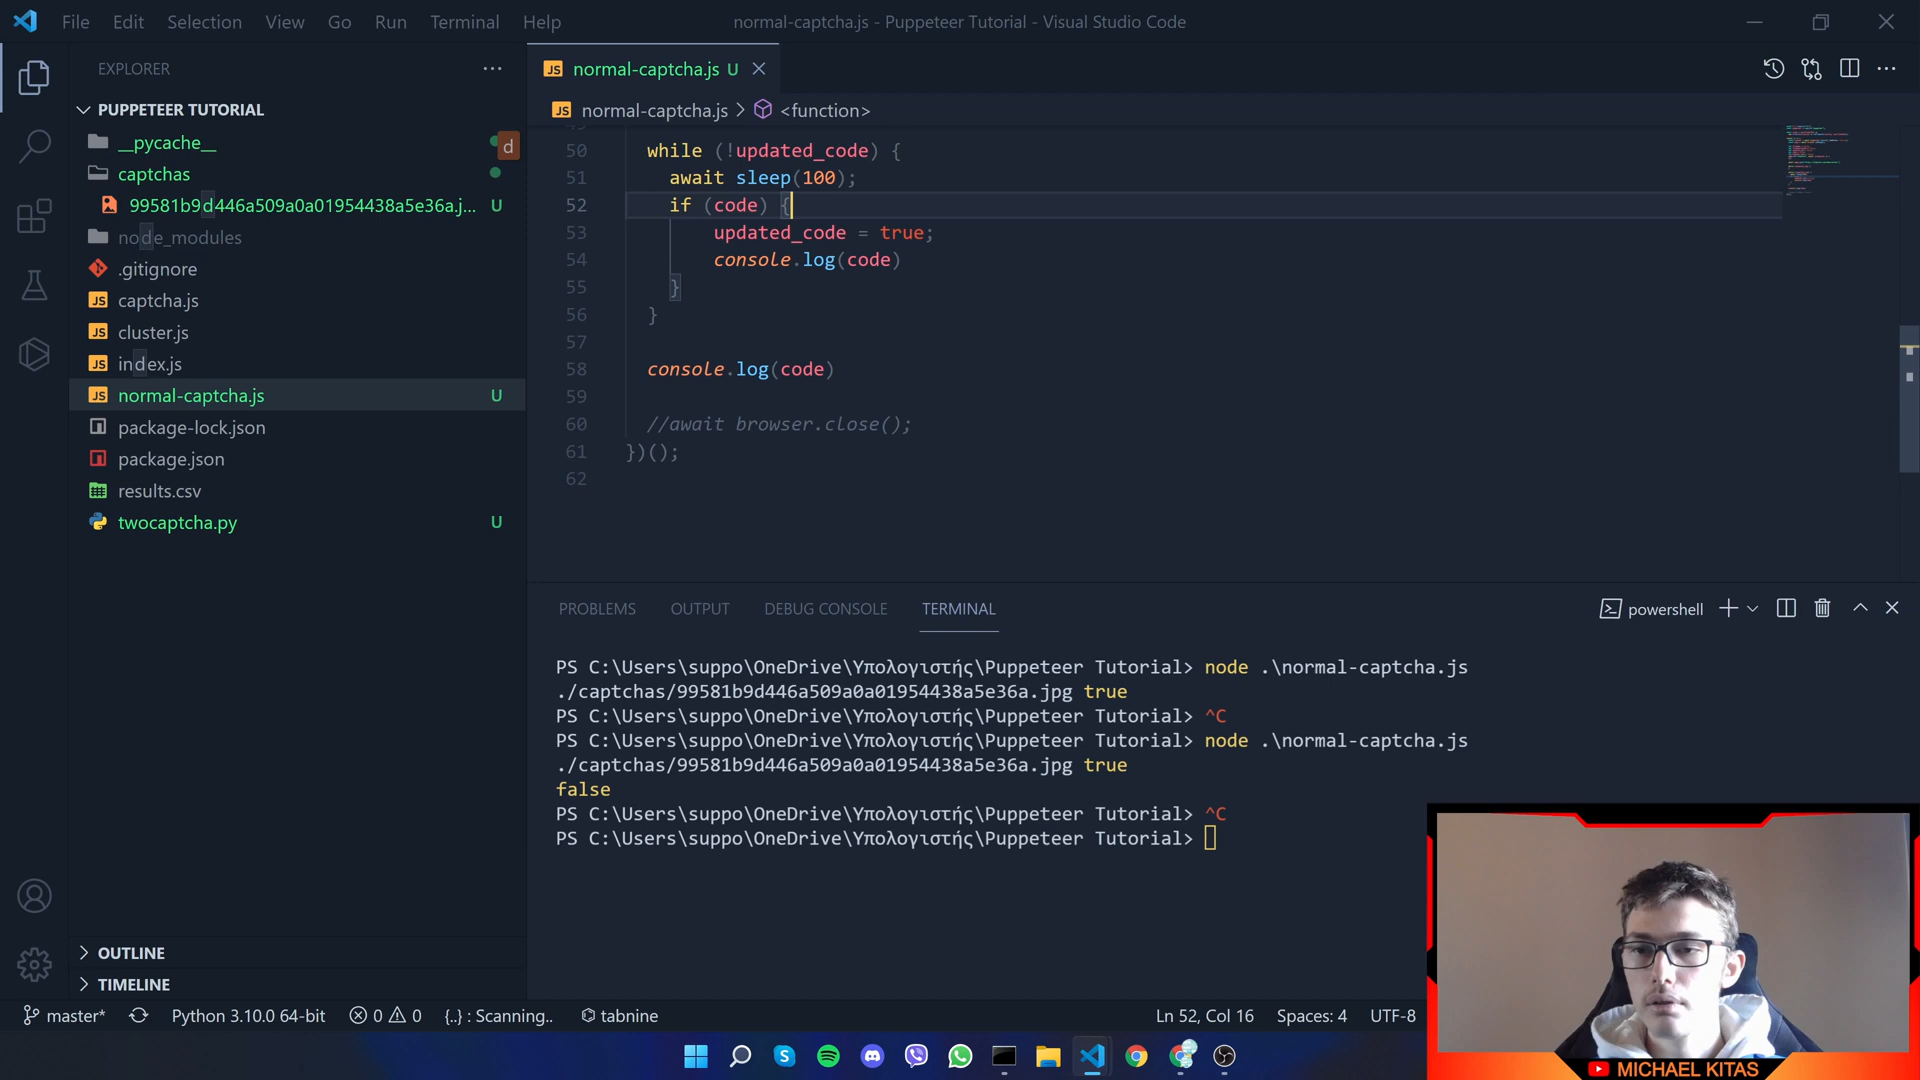 File Edit Selection View Go Run Terminal Help
normal-captcha.js - Puppeteer Tutorial - Visual Studio Code
EXPLORER
PUPPETEER TUTORIAL
__pycache__
d
captchas
99581b9d446a509a0a01954438a5e36a.j... U
node_modules
.gitignore
JS captcha.js
JS cluster.js
JS index.js
JS normal-captcha.js U
package-lock.json
package.json
results.csv
twocaptcha.py U
OUTLINE
TIMELINE
JS normal-captcha.js U
JS normal-captcha.js > <function>
50 while (!updated_code) {
51 await sleep(100);
52 if (code) {
53 updated_code = true;
54 console.log(code)
55 }
56 }
57
58 console.log(code)
59
60 //await browser.close();
61 })();
62
PROBLEMS OUTPUT DEBUG CONSOLE TERMINAL
powershell
PS C:\Users\suppo\OneDrive\Υπολογιστής\Puppeteer Tutorial> node .\normal-captcha.js
./captchas/99581b9d446a509a0a01954438a5e36a.jpg true
PS C:\Users\suppo\OneDrive\Υπολογιστής\Puppeteer Tutorial> ^C
PS C:\Users\suppo\OneDrive\Υπολογιστής\Puppeteer Tutorial> node .\normal-captcha.js
./captchas/99581b9d446a509a0a01954438a5e36a.jpg true
false
PS C:\Users\suppo\OneDrive\Υπολογιστής\Puppeteer Tutorial> ^C
PS C:\Users\suppo\OneDrive\Υπολογιστής\Puppeteer Tutorial>
master* Python 3.10.0 64-bit 0 0 {..} : Scanning.. tabnine
Ln 52, Col 16 Spaces: 4 UTF-8
MICHAEL KITAS